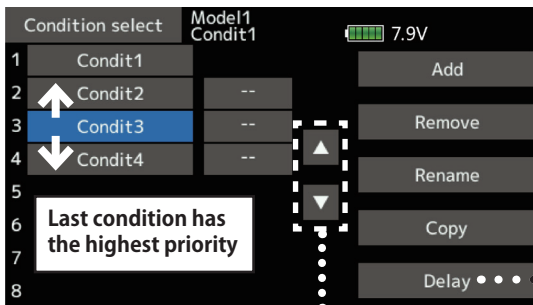 Condition select
Model1
Condit1
7.9V
1 Condit1
2 Condit2 --
3 Condit3 --
4 Condit4 --
5
6
7
8
Last condition has
the highest priority
▲
▼
Add
Remove
Rename
Copy
Delay